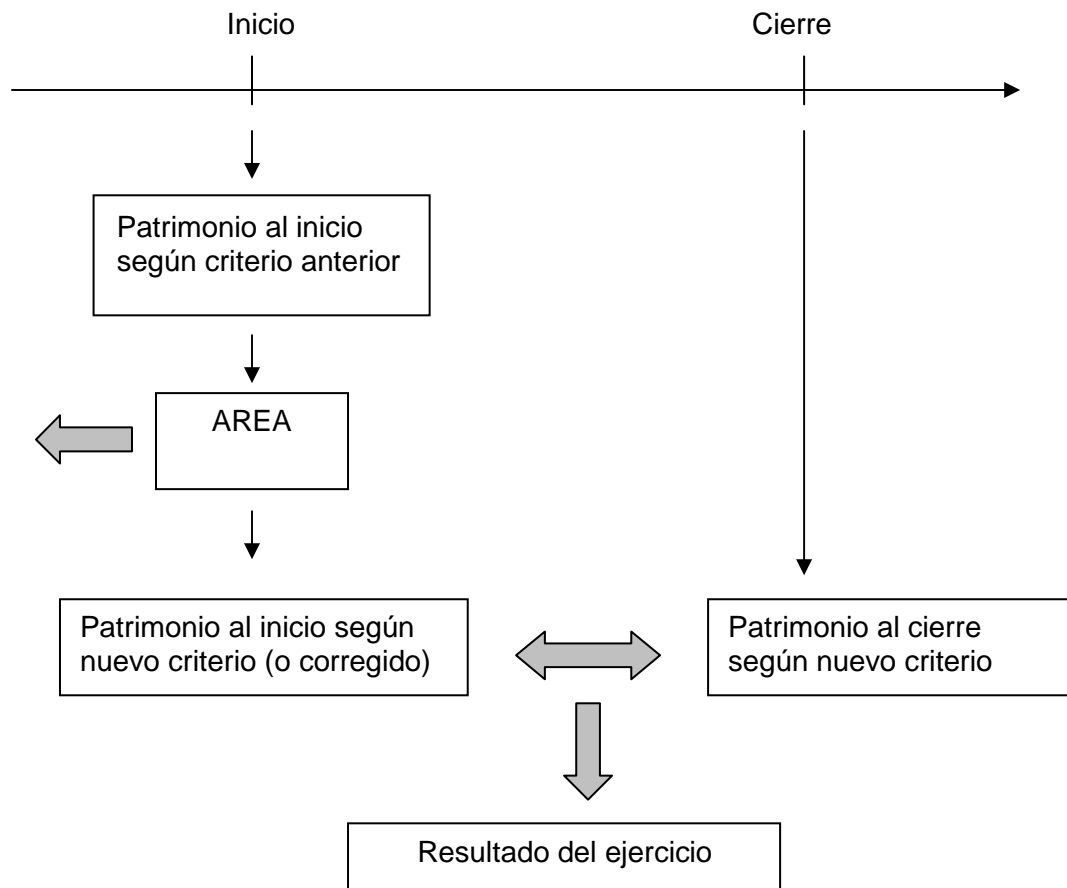 Inicio
Cierre
Patrimonio al inicio
según criterio anterior
AREA
Patrimonio al inicio según
nuevo criterio (o corregido)
Patrimonio al cierre
según nuevo criterio
Resultado del ejercicio